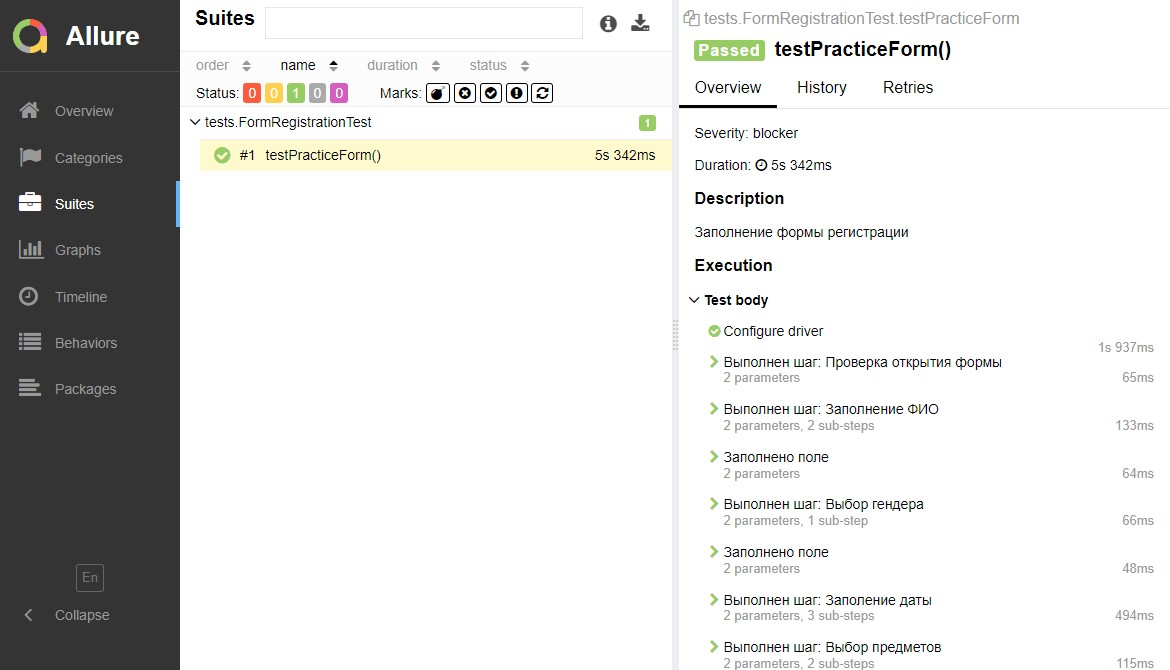 Allure
Overview
Categories
Suites
Graphs
Timeline
Behaviors
Packages
En
Collapse
Suites
order name duration status
Status: 0 0 1 0 0 Marks:
tests.FormRegistrationTest 1
#1 testPracticeForm() 5s 342ms
tests.FormRegistrationTest.testPracticeForm
Passed testPracticeForm()
Overview History Retries
Severity: blocker
Duration: 5s 342ms
Description
Заполнение формы регистрации
Execution
Test body
Configure driver
1s 937ms
Выполнен шаг: Проверка открытия формы
2 parameters 65ms
Выполнен шаг: Заполнение ФИО
2 parameters, 2 sub-steps 133ms
Заполнено поле
2 parameters 64ms
Выполнен шаг: Выбор гендера
2 parameters, 1 sub-step 66ms
Заполнено поле
2 parameters 48ms
Выполнен шаг: Заполение даты
2 parameters, 3 sub-steps 494ms
Выполнен шаг: Выбор предметов
2 parameters, 2 sub-steps 115ms